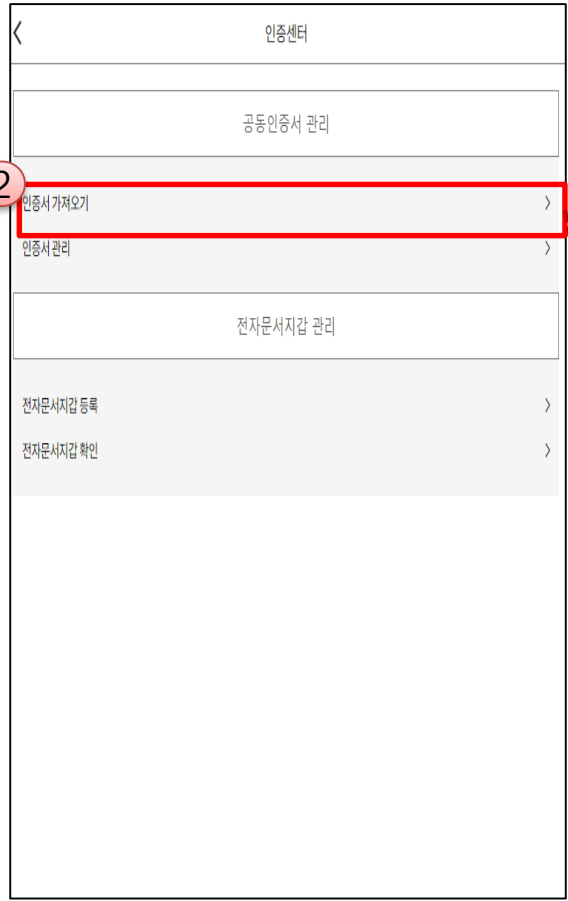 인증센터
공동인증서 관리
2
인증서 가져오기
인증서 관리
전자문서지갑 관리
전자문서지갑 등록
전자문서지갑 확인